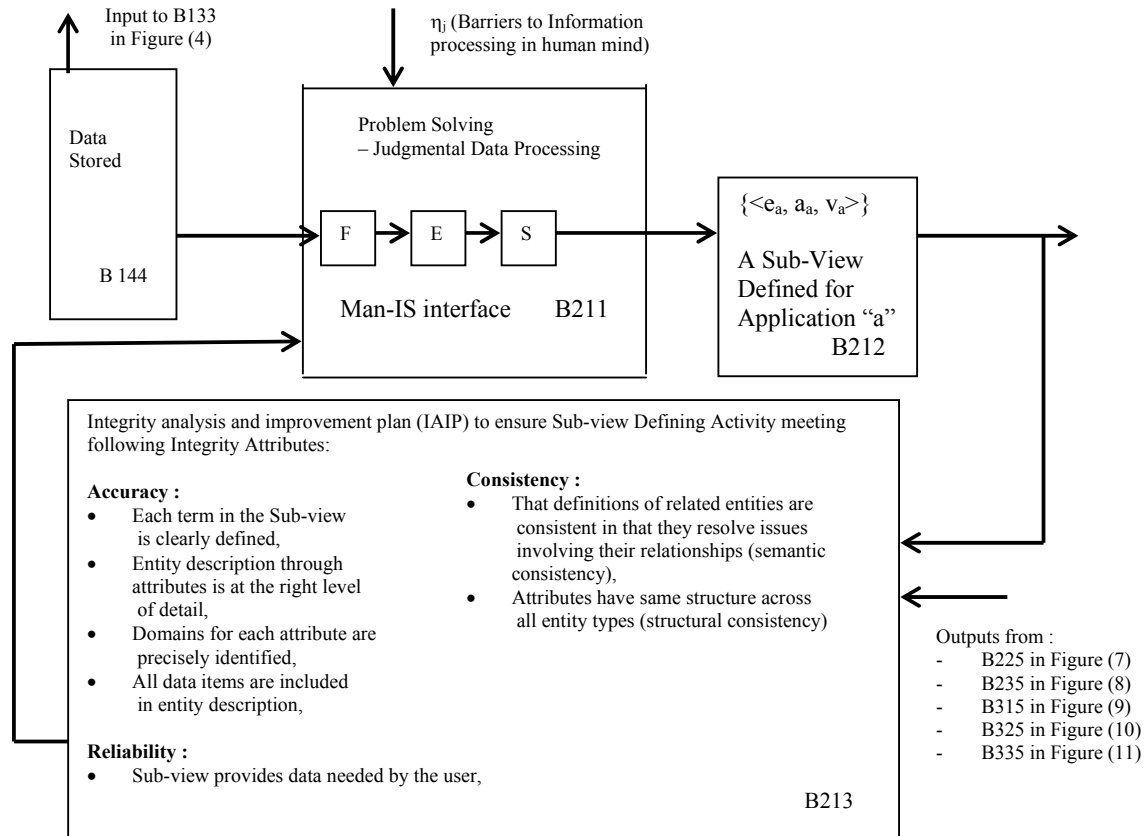 Input to B133
in Figure (4)
ηj (Barriers to Information
processing in human mind)
Data
Stored
B 144
Problem Solving
– Judgmental Data Processing
F
E
S
Man-IS interface B211
{<ea, aa, va>}
A Sub-View
Defined for
Application “a”
B212
Integrity analysis and improvement plan (IAIP) to ensure Sub-view Defining Activity meeting
following Integrity Attributes:
Accuracy :
• Each term in the Sub-view
is clearly defined,
• Entity description through
attributes is at the right level
of detail,
• Domains for each attribute are
precisely identified,
• All data items are included
in entity description,
Reliability :
• Sub-view provides data needed by the user,
Consistency :
• That definitions of related entities are
consistent in that they resolve issues
involving their relationships (semantic
consistency),
• Attributes have same structure across
all entity types (structural consistency)
B213
Outputs from :
- B225 in Figure (7)
- B235 in Figure (8)
- B315 in Figure (9)
- B325 in Figure (10)
- B335 in Figure (11)